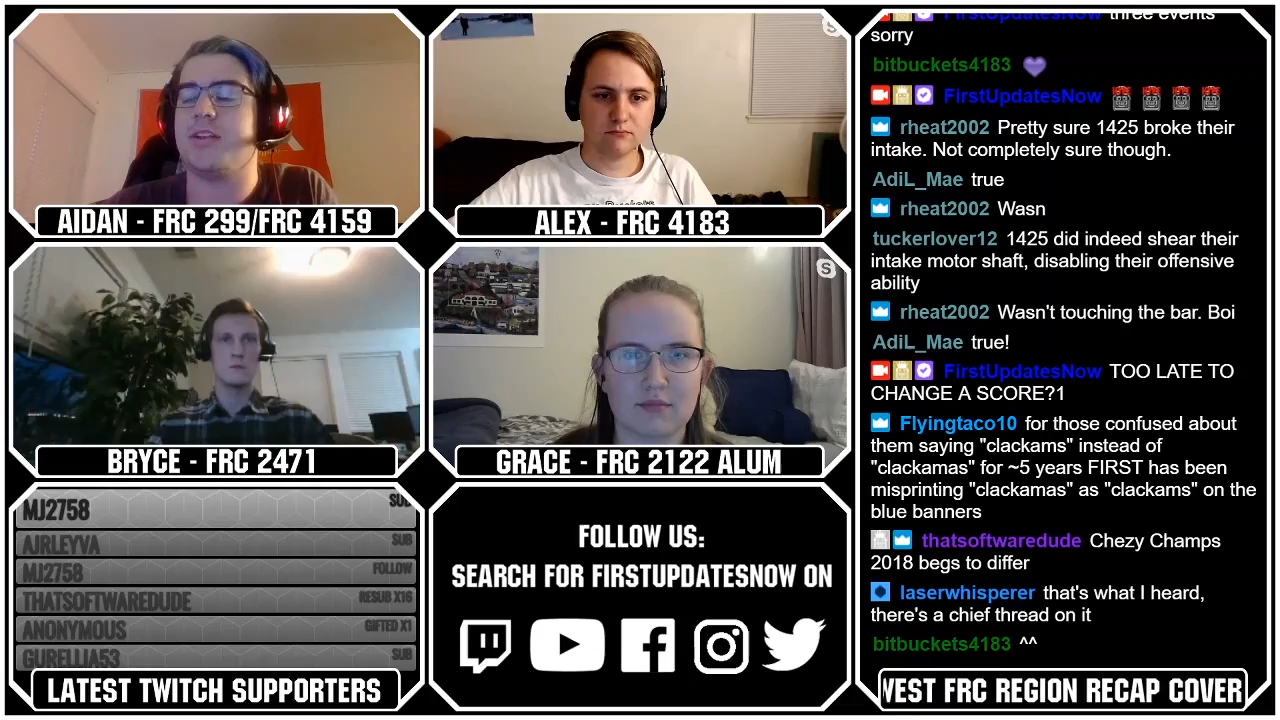 AIDAN - FRC 299/FRC 4159
ALEX - FRC 4183
BRYCE - FRC 2471
GRACE - FRC 2122 ALUM
MJ2758 SUB
AJRLEYVA SUB
MJ2758 FOLLOW
THATSOFTWAREDUDE RESUB X16
ANONYMOUS GIFTED X1
GURELLIA53 SUB
LATEST TWITCH SUPPORTERS
FOLLOW US:
SEARCH FOR FIRSTUPDATESNOW ON
FirstUpdatesNow three events
sorry
bitbuckets4183
FirstUpdatesNow
rheat2002 Pretty sure 1425 broke their
intake. Not completely sure though.
AdiL_Mae true
rheat2002 Wasn
tuckerlover12 1425 did indeed shear their
intake motor shaft, disabling their offensive
ability
rheat2002 Wasn't touching the bar. Boi
AdiL_Mae true!
FirstUpdatesNow TOO LATE TO
CHANGE A SCORE?1
Flyingtaco10 for those confused about
them saying "clackams" instead of
"clackamas" for ~5 years FIRST has been
misprinting "clackamas" as "clackams" on the
blue banners
thatsoftwaredude Chezy Champs
2018 begs to differ
laserwhisperer that's what I heard,
there's a chief thread on it
bitbuckets4183 ^^
WEST FRC REGION RECAP COVER